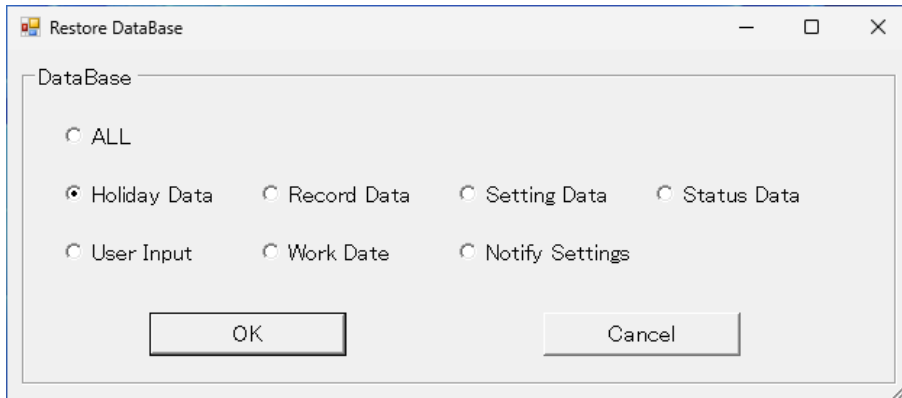 Restore DataBase
DataBase
ALL
Holiday Data Record Data Setting Data Status Data
User Input Work Date Notify Settings
OK Cancel